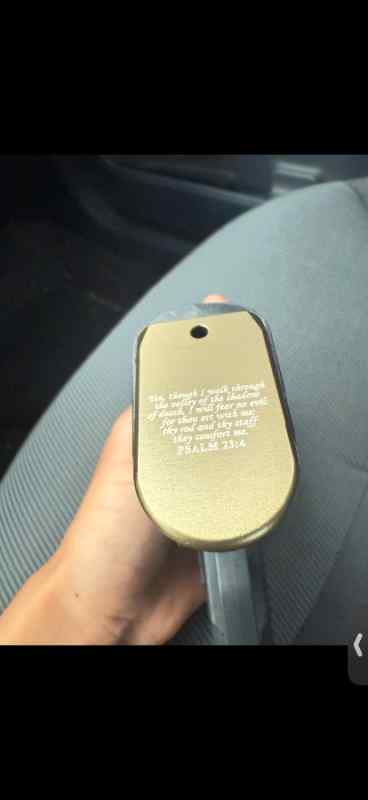 Yea, though I walk through
the valley of the shadow
of death, I will fear no evil
for thou art with me;
thy rod and thy staff
they comfort me.
PSALM 23:4